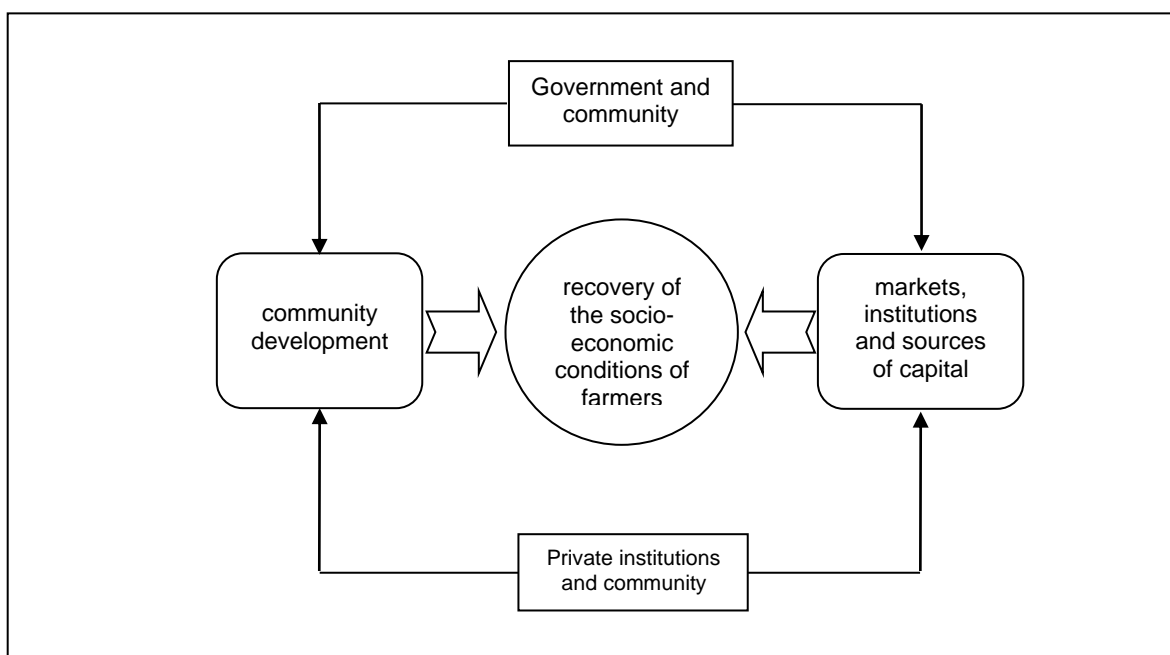 Government and
community
community
development
recovery of
the socio-
economic
conditions of
farmers
markets,
institutions
and sources
of capital
Private institutions
and community